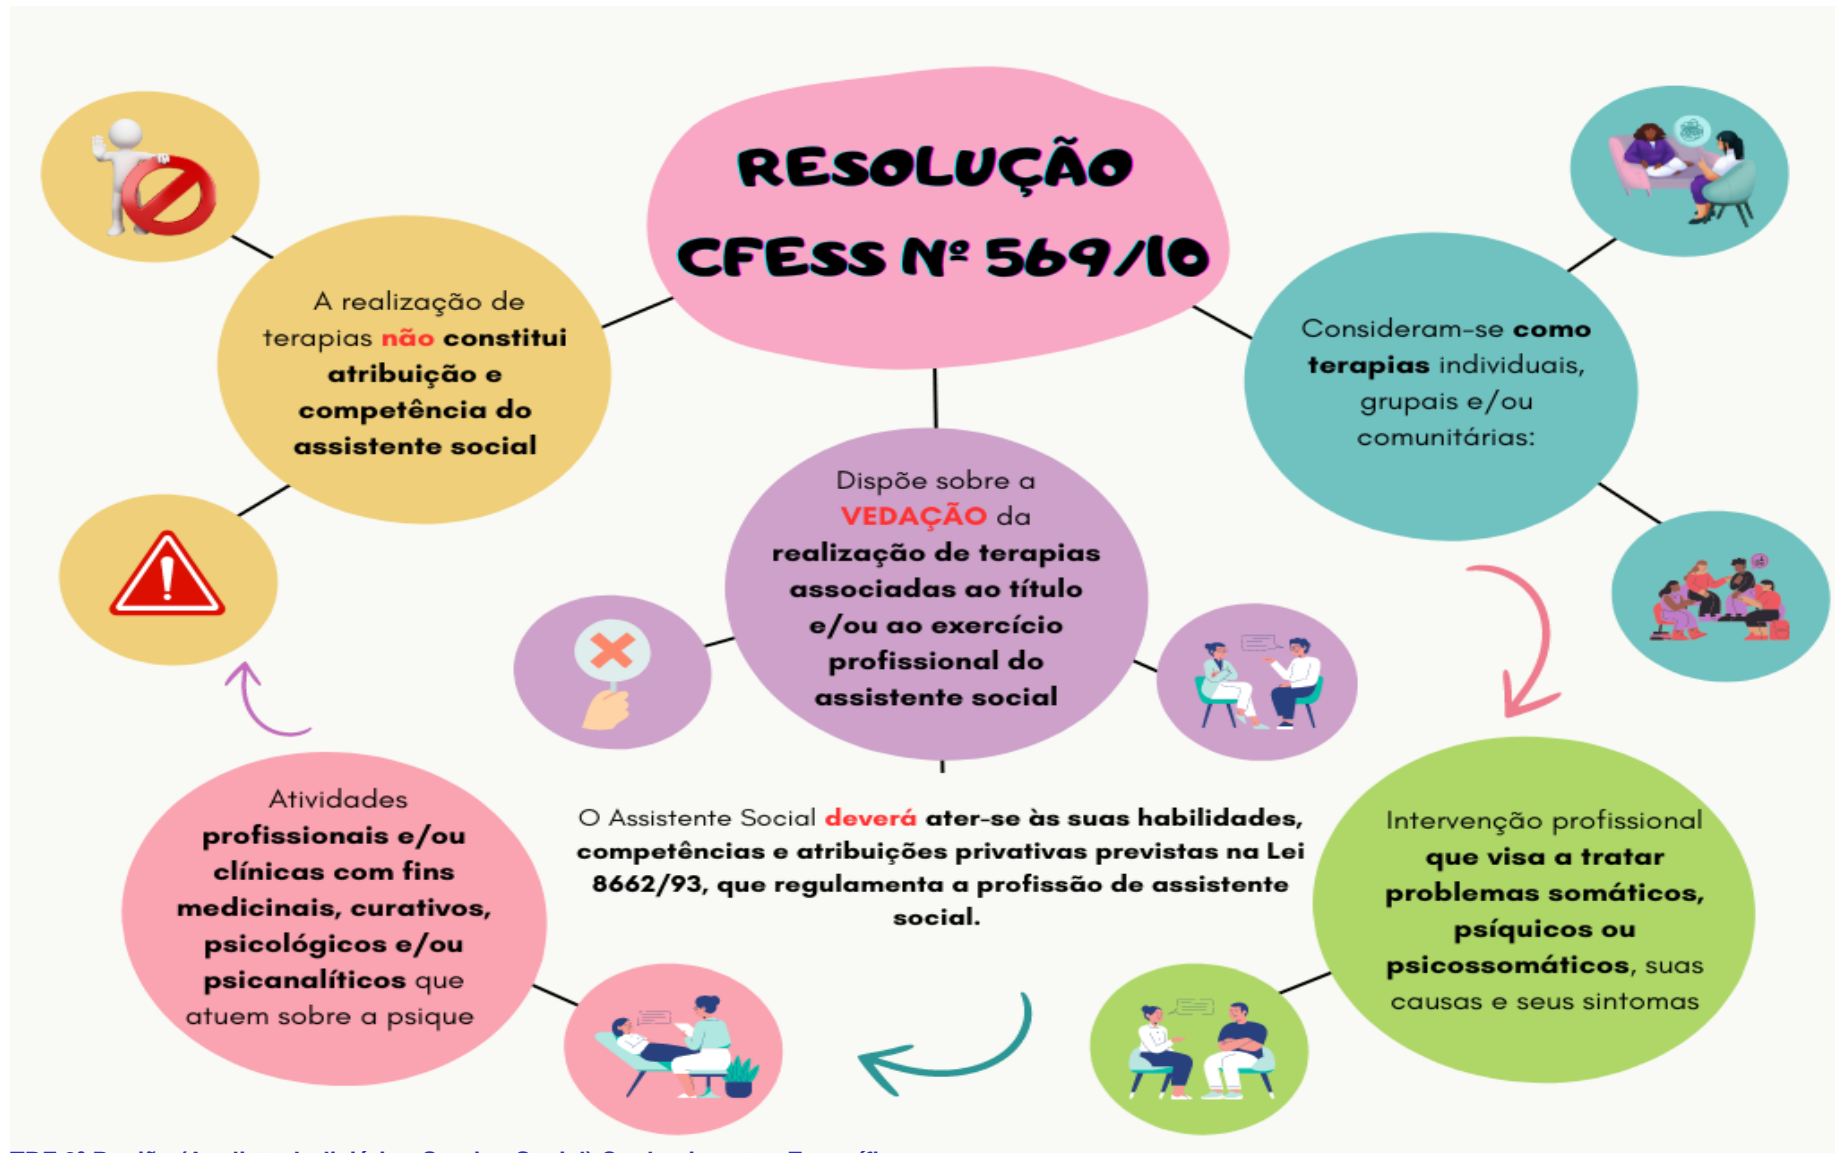 RESOLUÇÃO
CFESS Nº 569/10
A realização de
terapias não constitui
atribuição e
competência do
assistente social
Dispõe sobre a
VEDAÇÃO da
realização de terapias
associadas ao título
e/ou ao exercício
profissional do
assistente social
Consideram-se como
terapias individuais,
grupais e/ou
comunitárias:
Intervenção profissional
que visa a tratar
problemas somáticos,
psíquicos ou
psicossomáticos, suas
causas e seus sintomas
Atividades
profissionais e/ou
clínicas com fins
medicinais, curativos,
psicológicos e/ou
psicanalíticos que
atuem sobre a psique
O Assistente Social deverá ater-se às suas habilidades,
competências e atribuições privativas previstas na Lei
8662/93, que regulamenta a profissão de assistente
social.